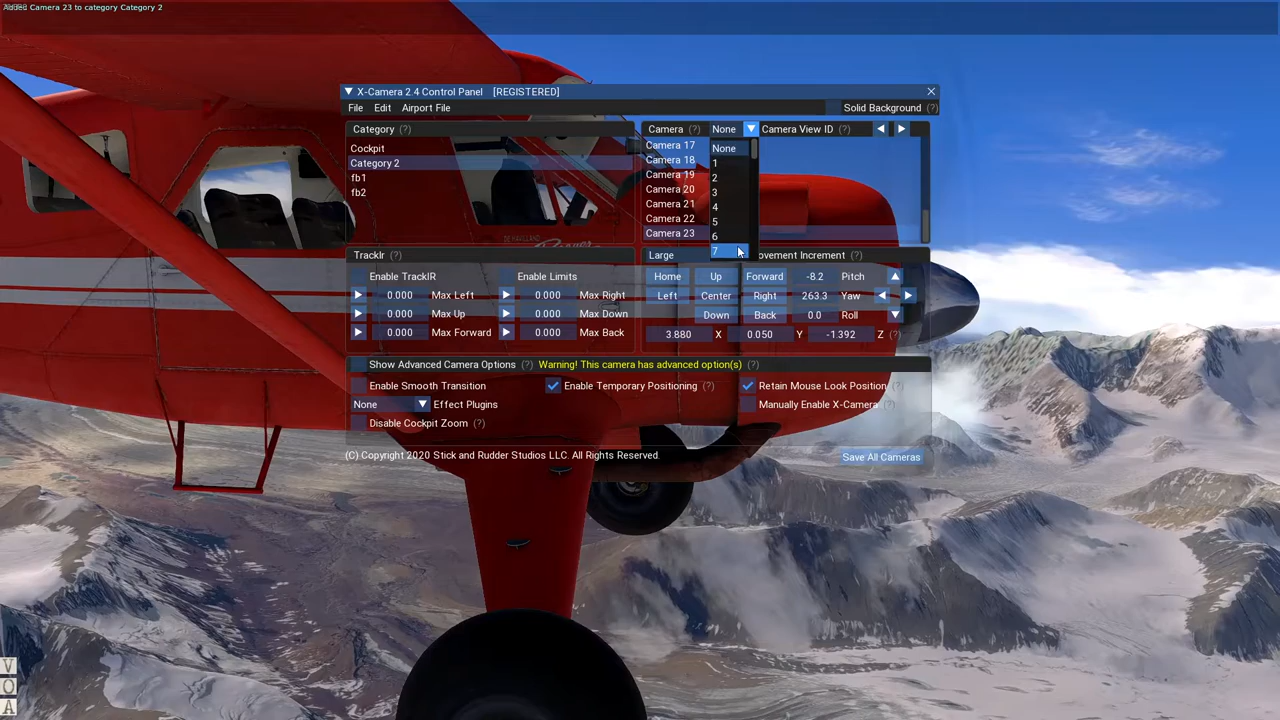 Added Camera 23 to category Category 2
X-Camera 2.4 Control Panel [REGISTERED]
File Edit Airport File Solid Background (?)
Category (?)
Cockpit
Category 2
fb1
fb2
Camera (?) None Camera View ID (?)
Camera 17
Camera 18
Camera 19
Camera 20
Camera 21
Camera 22
Camera 23
None
1
2
3
4
5
6
7
TrackIr (?)
Enable TrackIR Enable Limits
0.000 Max Left 0.000 Max Right
0.000 Max Up 0.000 Max Down
0.000 Max Forward 0.000 Max Back
Large ovement Increment (?)
Home Up Forward -8.2 Pitch
Left Center Right 263.3 Yaw
Down Back 0.0 Roll
3.880 X 0.050 Y -1.392 Z (?)
Show Advanced Camera Options (?) Warning! This camera has advanced option(s) (?)
Enable Smooth Transition Enable Temporary Positioning (?) Retain Mouse Look Position (?)
None Effect Plugins Manually Enable X-Camera (?)
Disable Cockpit Zoom (?)
(C) Copyright 2020 Stick and Rudder Studios LLC. All Rights Reserved. Save All Cameras
DE HAVILLAND
Beaver
V
O
A